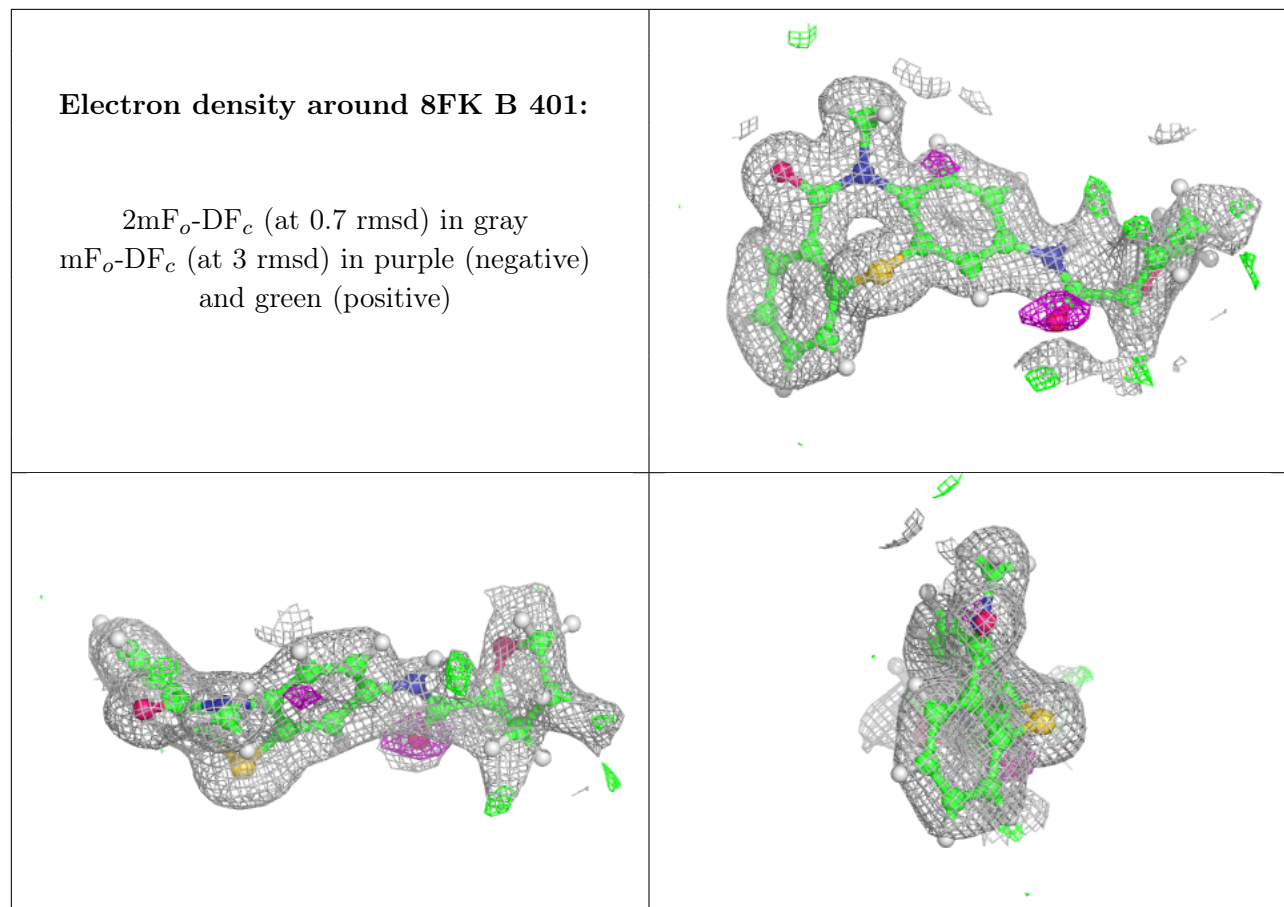 Electron density around 8FK B 401:
2mFo-DFc (at 0.7 rmsd) in gray
mFo-DFc (at 3 rmsd) in purple (negative)
and green (positive)